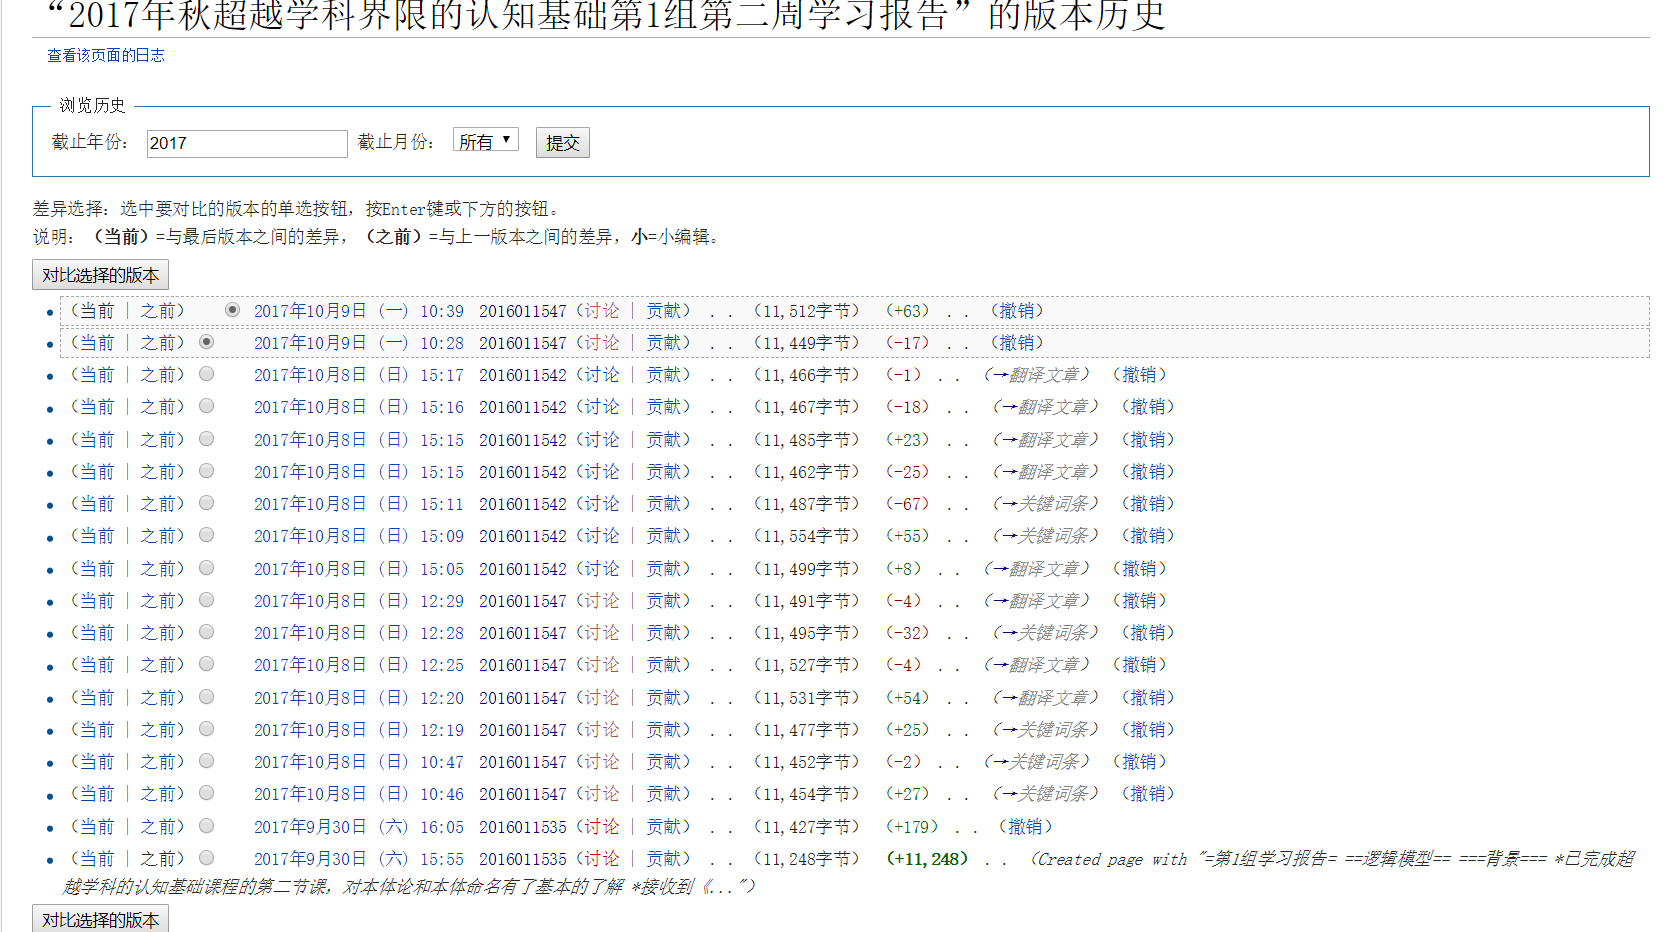 “2017年秋超越学科界限的认知基础第1组第二周学习报告”的版本历史
查看该页面的日志
浏览历史
截止年份： 2017 截止月份： 所有 提交
差异选择：选中要对比的版本的单选按钮，按Enter键或下方的按钮。
说明：（当前）=与最后版本之间的差异，（之前）=与上一版本之间的差异，小=小编辑。
对比选择的版本
（当前 | 之前） 2017年10月9日 (一) 10:39 2016011547（讨论 | 贡献） . . （11,512字节） （+63） . . （撤销）
（当前 | 之前） 2017年10月9日 (一) 10:28 2016011547（讨论 | 贡献） . . （11,449字节） （-17） . . （撤销）
（当前 | 之前） 2017年10月8日 (日) 15:17 2016011542（讨论 | 贡献） . . （11,466字节） （-1） . . （→翻译文章） （撤销）
（当前 | 之前） 2017年10月8日 (日) 15:16 2016011542（讨论 | 贡献） . . （11,467字节） （-18） . . （→翻译文章） （撤销）
（当前 | 之前） 2017年10月8日 (日) 15:15 2016011542（讨论 | 贡献） . . （11,485字节） （+23） . . （→翻译文章） （撤销）
（当前 | 之前） 2017年10月8日 (日) 15:15 2016011542（讨论 | 贡献） . . （11,462字节） （-25） . . （→翻译文章） （撤销）
（当前 | 之前） 2017年10月8日 (日) 15:11 2016011542（讨论 | 贡献） . . （11,487字节） （-67） . . （→关键词条） （撤销）
（当前 | 之前） 2017年10月8日 (日) 15:09 2016011542（讨论 | 贡献） . . （11,554字节） （+55） . . （→关键词条） （撤销）
（当前 | 之前） 2017年10月8日 (日) 15:05 2016011542（讨论 | 贡献） . . （11,499字节） （+8） . . （→翻译文章） （撤销）
（当前 | 之前） 2017年10月8日 (日) 12:29 2016011547（讨论 | 贡献） . . （11,491字节） （-4） . . （→翻译文章） （撤销）
（当前 | 之前） 2017年10月8日 (日) 12:28 2016011547（讨论 | 贡献） . . （11,495字节） （-32） . . （→关键词条） （撤销）
（当前 | 之前） 2017年10月8日 (日) 12:25 2016011547（讨论 | 贡献） . . （11,527字节） （-4） . . （→翻译文章） （撤销）
（当前 | 之前） 2017年10月8日 (日) 12:20 2016011547（讨论 | 贡献） . . （11,531字节） （+54） . . （→翻译文章） （撤销）
（当前 | 之前） 2017年10月8日 (日) 12:19 2016011547（讨论 | 贡献） . . （11,477字节） （+25） . . （→关键词条） （撤销）
（当前 | 之前） 2017年10月8日 (日) 10:47 2016011547（讨论 | 贡献） . . （11,452字节） （-2） . . （→关键词条） （撤销）
（当前 | 之前） 2017年10月8日 (日) 10:46 2016011547（讨论 | 贡献） . . （11,454字节） （+27） . . （→关键词条） （撤销）
（当前 | 之前） 2017年9月30日 (六) 16:05 2016011535（讨论 | 贡献） . . （11,427字节） （+179） . . （撤销）
（当前 | 之前） 2017年9月30日 (六) 15:55 2016011535（讨论 | 贡献） . . （11,248字节） （+11,248） . . （Created page with "=第1组学习报告= ==逻辑模型== ===背景=== *已完成超
越学科的认知基础课程的第二节课，对本体论和本体命名有了基本的了解 *接收到《..."）
对比选择的版本